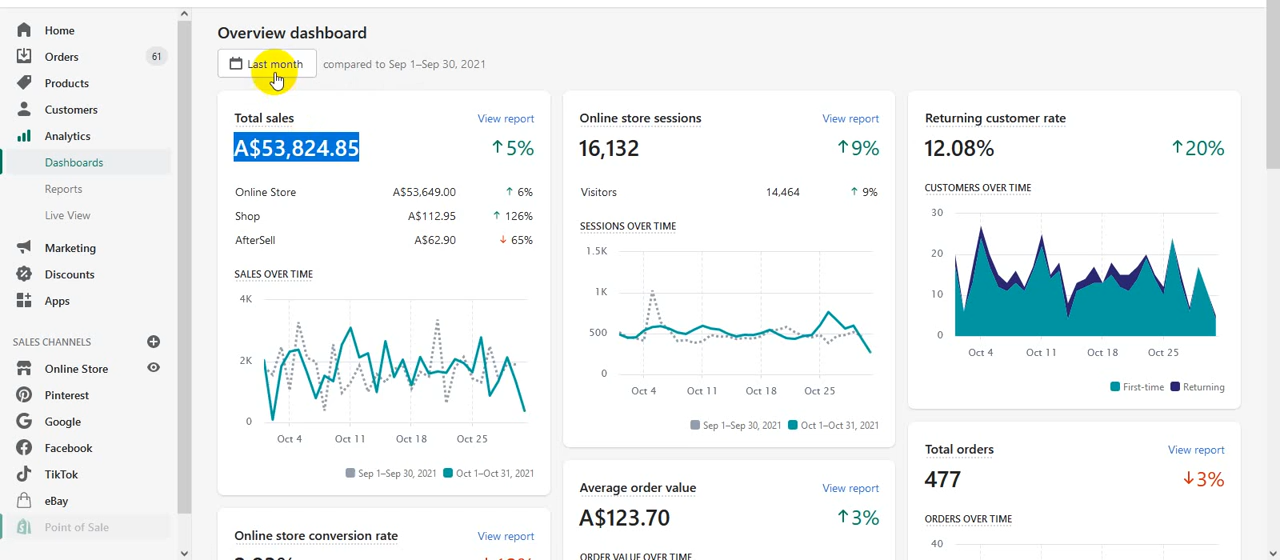 Home
Orders 61
Products
Customers
Analytics
Dashboards
Reports
Live View
Marketing
Discounts
Apps
SALES CHANNELS
Online Store
Pinterest
Google
Facebook
TikTok
eBay
Point of Sale
Overview dashboard
Last month compared to Sep 1–Sep 30, 2021
Total sales View report
A$53,824.85 ↑5%
Online Store A$53,649.00 ↑ 6%
Shop A$112.95 ↑ 126%
AfterSell A$62.90 ↓ 65%
SALES OVER TIME
4K
2K
0
Oct 4 Oct 11 Oct 18 Oct 25
Sep 1–Sep 30, 2021 Oct 1–Oct 31, 2021
Online store conversion rate View report
Online store sessions View report
16,132 ↑9%
Visitors 14,464 ↑ 9%
SESSIONS OVER TIME
1.5K
1K
500
0
Oct 4 Oct 11 Oct 18 Oct 25
Sep 1–Sep 30, 2021 Oct 1–Oct 31, 2021
Average order value View report
A$123.70 ↑3%
ORDER VALUE OVER TIME
Returning customer rate
12.08% ↑20%
CUSTOMERS OVER TIME
30
20
10
0
Oct 4 Oct 11 Oct 18 Oct 25
First-time Returning
Total orders View report
477 ↓3%
ORDERS OVER TIME
40